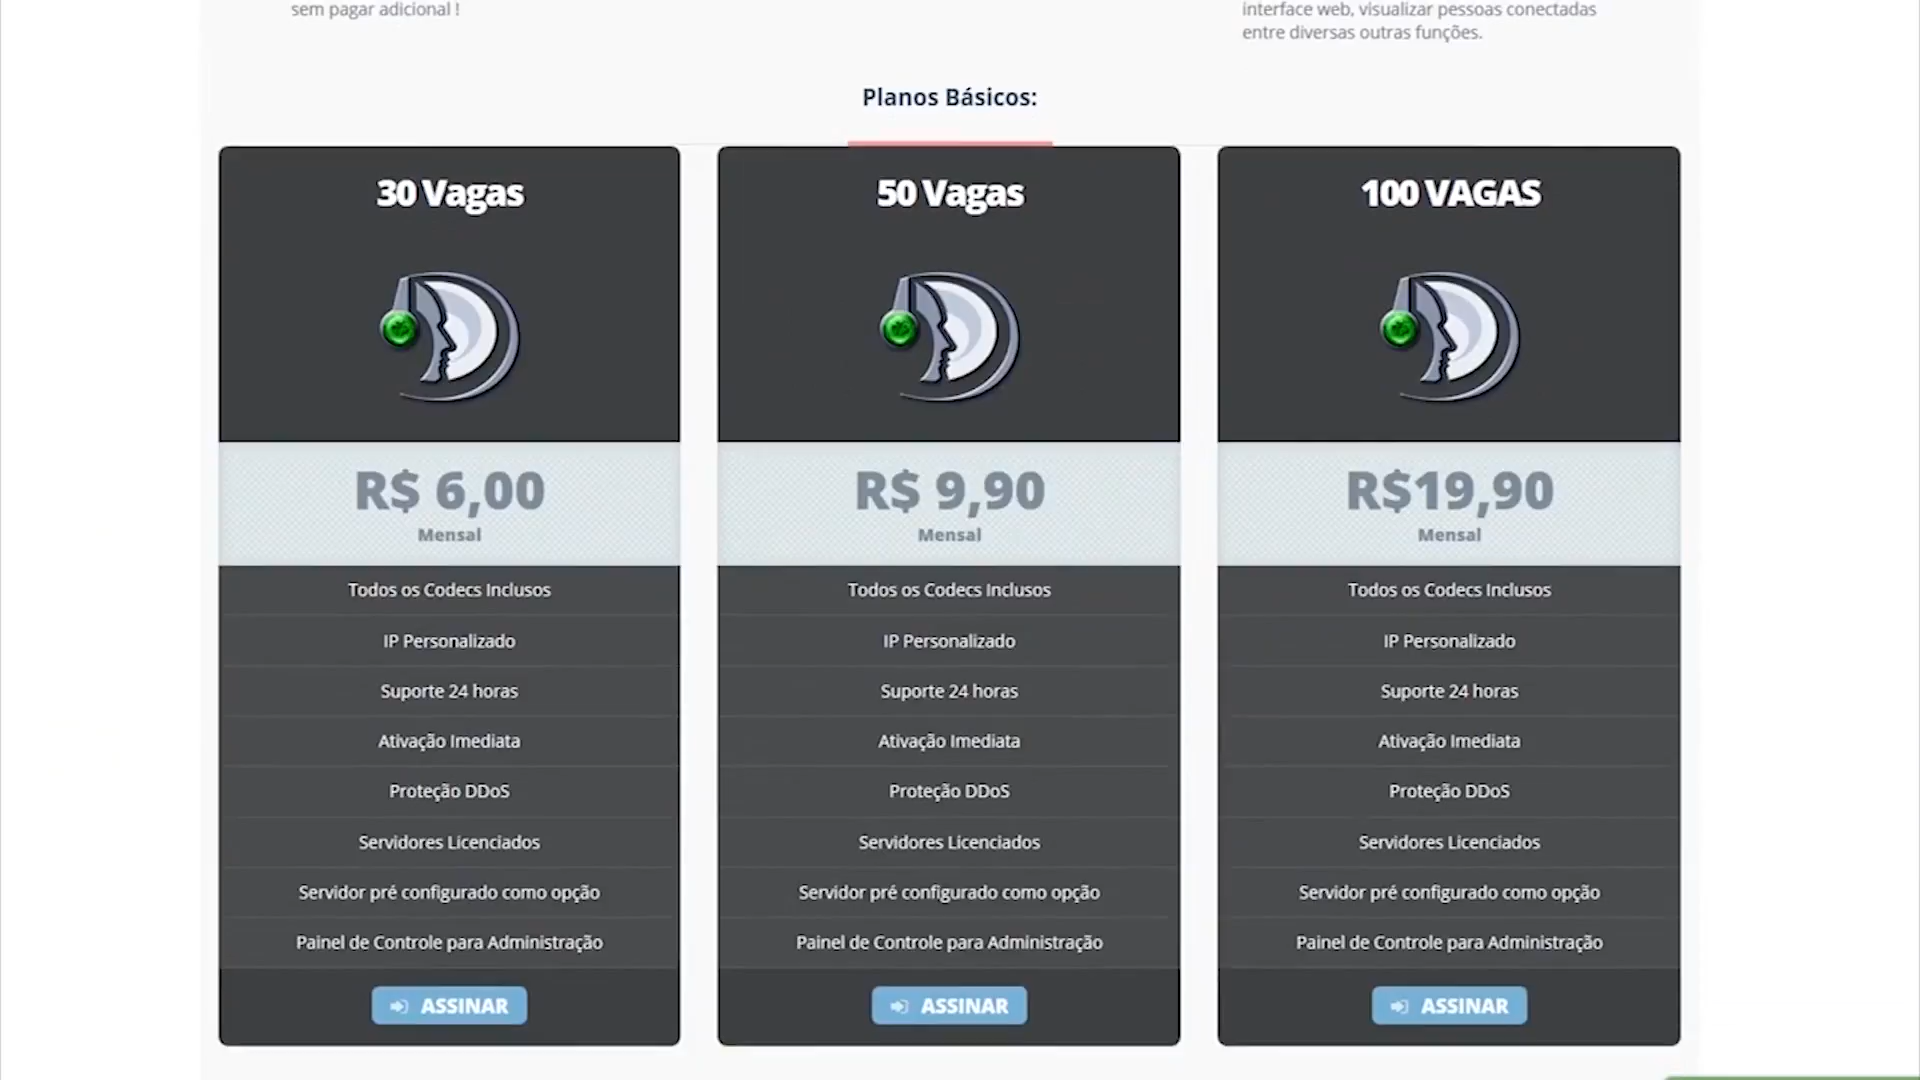 sem pagar adicional !
interface web, visualizar pessoas conectadas
entre diversas outras funções.
Planos Básicos:
30 Vagas
R$ 6,00
Mensal
Todos os Codecs Inclusos
IP Personalizado
Suporte 24 horas
Ativação Imediata
Proteção DDoS
Servidores Licenciados
Servidor pré configurado como opção
Painel de Controle para Administração
ASSINAR
50 Vagas
R$ 9,90
Mensal
Todos os Codecs Inclusos
IP Personalizado
Suporte 24 horas
Ativação Imediata
Proteção DDoS
Servidores Licenciados
Servidor pré configurado como opção
Painel de Controle para Administração
ASSINAR
100 VAGAS
R$19,90
Mensal
Todos os Codecs Inclusos
IP Personalizado
Suporte 24 horas
Ativação Imediata
Proteção DDoS
Servidores Licenciados
Servidor pré configurado como opção
Painel de Controle para Administração
ASSINAR